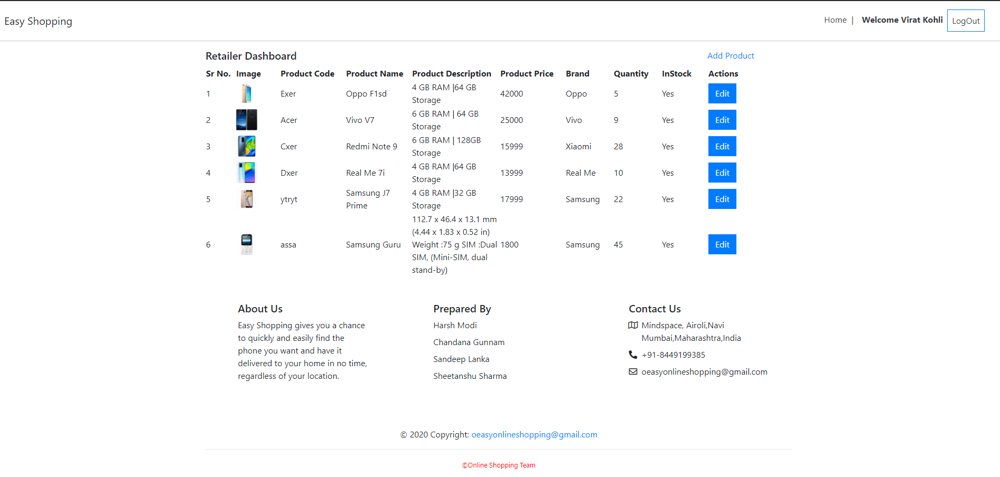 Easy Shopping
Home | Welcome Virat Kohli LogOut
Retailer Dashboard
Add Product
Sr No. Image Product Code Product Name Product Description Product Price Brand Quantity InStock Actions
1 Exer Oppo F1sd 4 GB RAM |64 GB
Storage 42000 Oppo 5 Yes Edit
2 Acer Vivo V7 6 GB RAM | 64 GB
Storage 25000 Vivo 9 Yes Edit
3 Cxer Redmi Note 9 6 GB RAM | 128GB
Storage 15999 Xiaomi 28 Yes Edit
4 Dxer Real Me 7i 4 GB RAM |64 GB
Storage 13999 Real Me 10 Yes Edit
5 ytryt Samsung J7
Prime 4 GB RAM |32 GB
Storage 17999 Samsung 22 Yes Edit
6 assa Samsung Guru 112.7 x 46.4 x 13.1 mm
(4.44 x 1.83 x 0.52 in)
Weight :75 g SIM :Dual
SIM, (Mini-SIM, dual
stand-by) 1800 Samsung 45 Yes Edit
About Us
Easy Shopping gives you a chance
to quickly and easily find the
phone you want and have it
delivered to your home in no time,
regardless of your location.
Prepared By
Harsh Modi
Chandana Gunnam
Sandeep Lanka
Sheetanshu Sharma
Contact Us
Mindspace, Airoli,Navi
Mumbai,Maharashtra,India
+91-8449199385
oeasyonlineshopping@gmail.com
© 2020 Copyright: oeasyonlineshopping@gmail.com
©Online Shopping Team